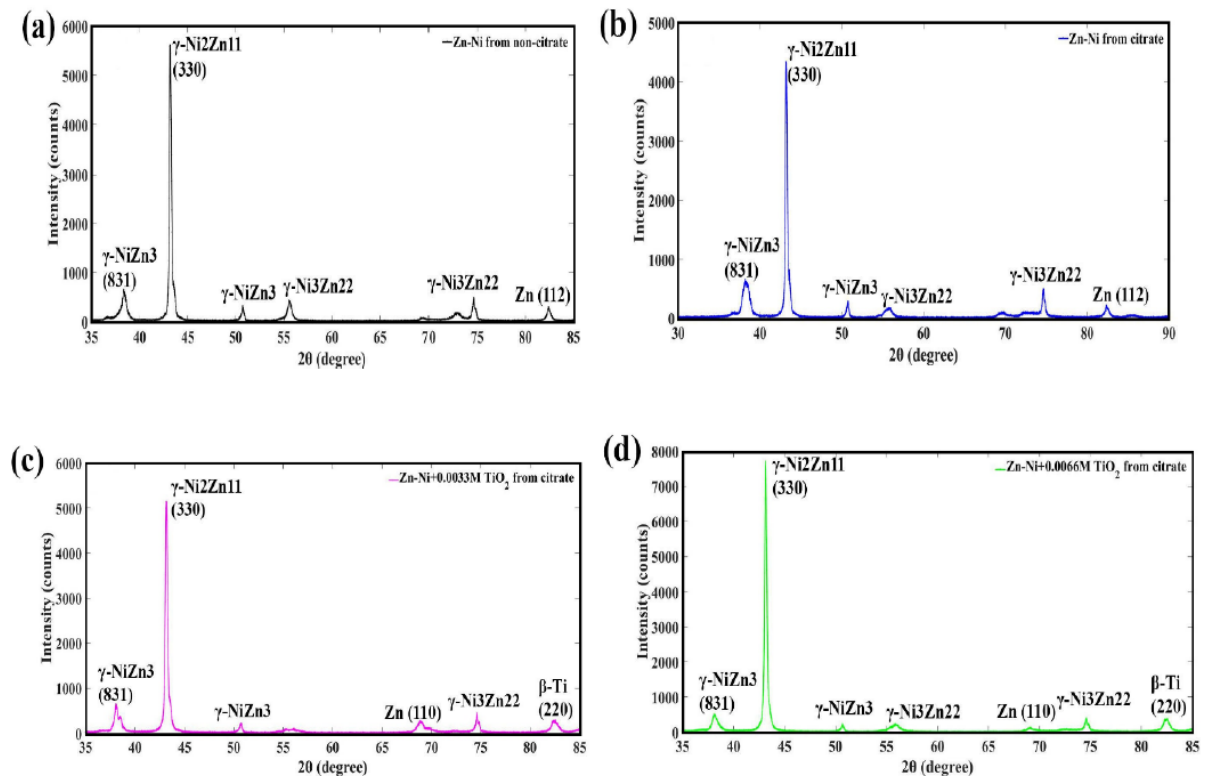 (a)
6000
5000
4000
3000
2000
1000
0
Intensity (counts)
γ-Ni2Zn11
(330)
Zn-Ni from non-citrate
γ-NiZn3
(831)
γ-NiZn3
γ-Ni3Zn22
γ-Ni3Zn22
Zn (112)
35 40 45 50 55 60 65 70 75 80 85
2θ (degree)
(b)
5000
4000
3000
2000
1000
0
Intensity (counts)
γ-Ni2Zn11
(330)
Zn-Ni from citrate
γ-NiZn3
(831)
γ-NiZn3
γ-Ni3Zn22
γ-Ni3Zn22
Zn (112)
30 40 50 60 70 80 90
2θ (degree)
(c)
6000
5000
4000
3000
2000
1000
0
Intensity (counts)
γ-Ni2Zn11
(330)
Zn-Ni+0.0033M TiO2 from citrate
γ-NiZn3
(831)
γ-NiZn3
Zn (110)
γ-Ni3Zn22
β-Ti
(220)
35 40 45 50 55 60 65 70 75 80 85
2θ (degree)
(d)
8000
7000
6000
5000
4000
3000
2000
1000
0
Intensity (counts)
γ-Ni2Zn11
(330)
Zn-Ni+0.0066M TiO2 from citrate
γ-NiZn3
(831)
γ-NiZn3
γ-Ni3Zn22
Zn (110)
γ-Ni3Zn22
β-Ti
(220)
35 40 45 50 55 60 65 70 75 80 85
2θ (degree)